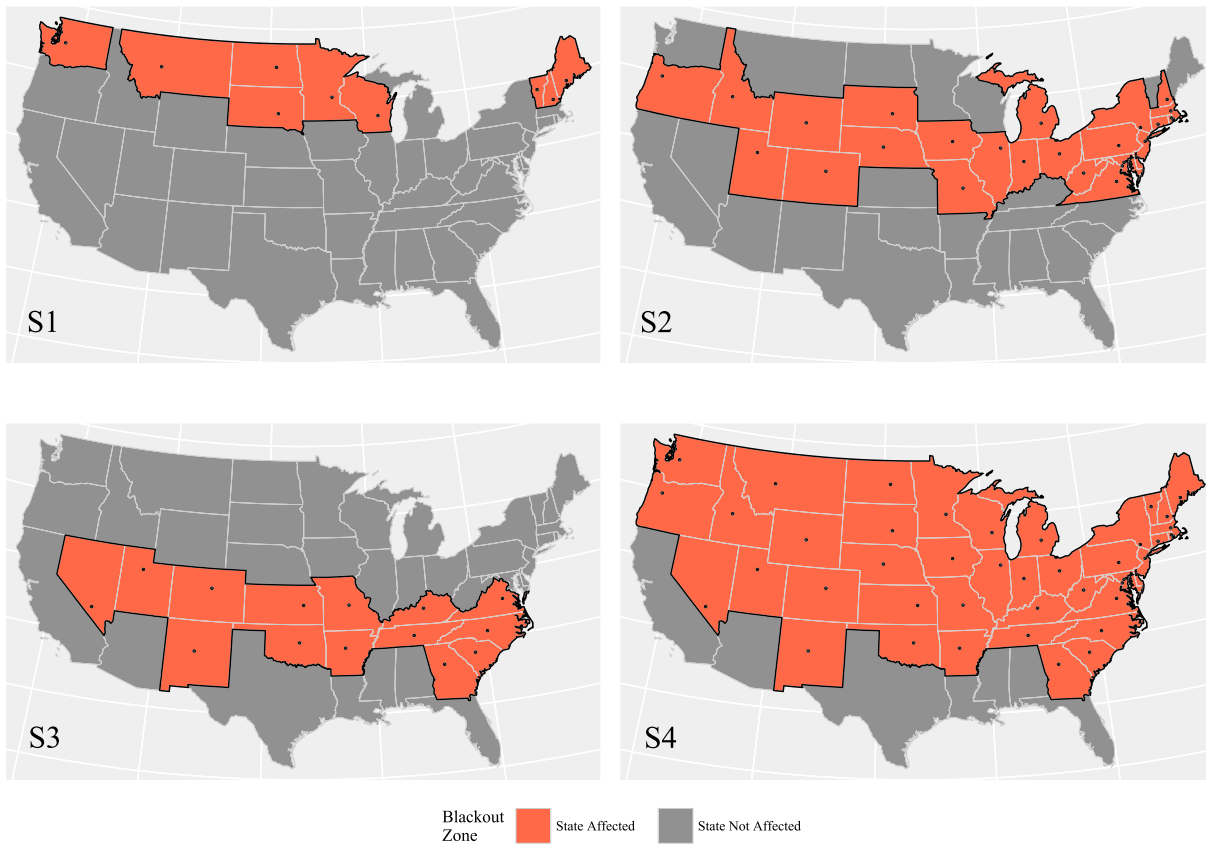 S1
S2
S3
S4
Blackout
Zone
State Affected
State Not Affected